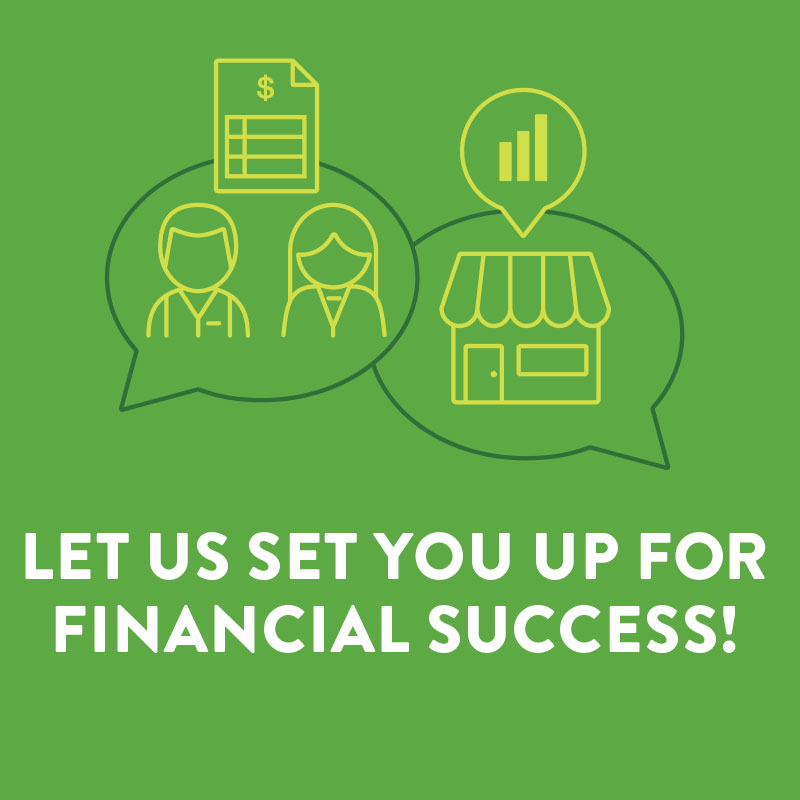 $
LET US SET YOU UP FOR
FINANCIAL SUCCESS!